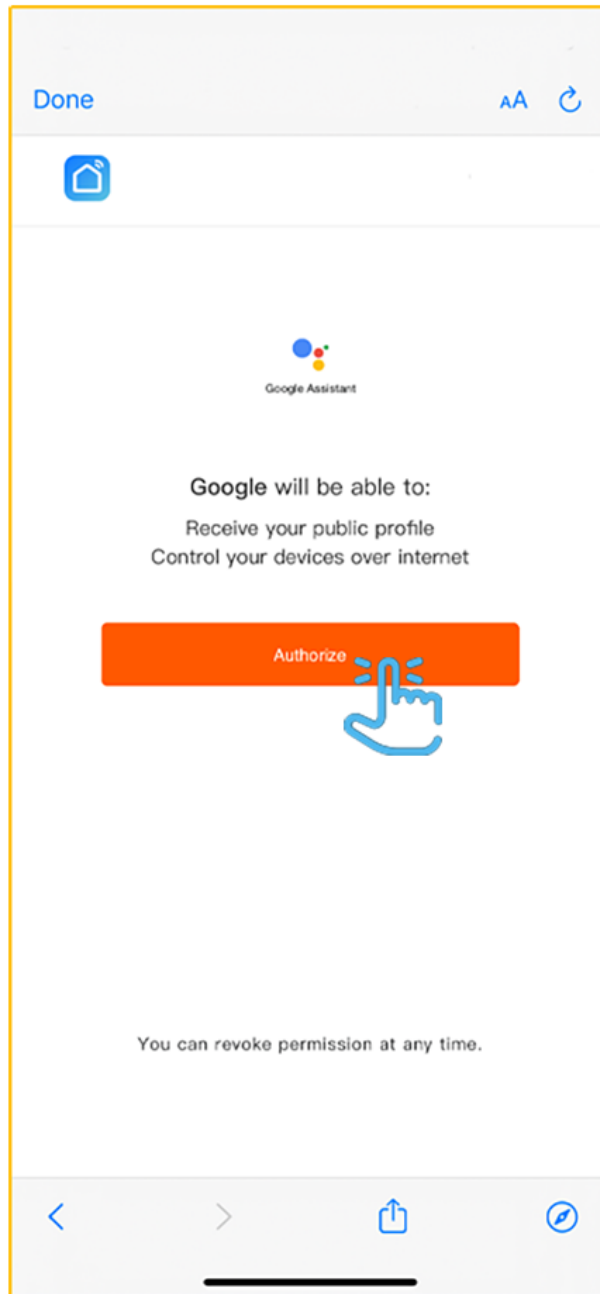 Done
AA
Google Assistant
Google will be able to:
Receive your public profile
Control your devices over internet
Authorize
You can revoke permission at any time.